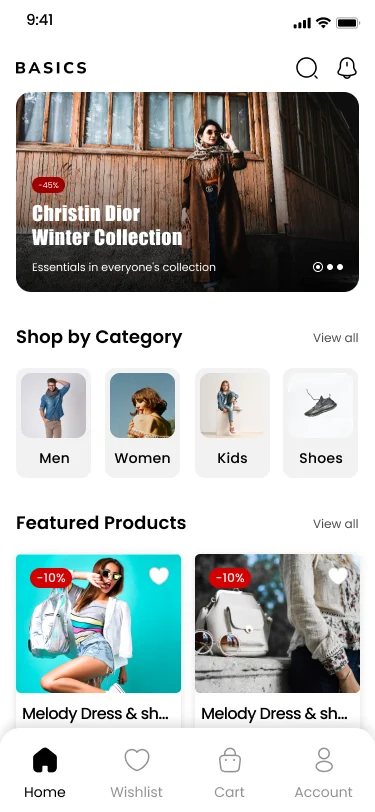 9:41
BASICS
-45%
Christin Dior
Winter Collection
Essentials in everyone's collection
Shop by Category
View all
Men
Women
Kids
Shoes
Featured Products
View all
-10%
-10%
Melody Dress & sh...
Melody Dress & sh...
Home
Wishlist
Cart
Account